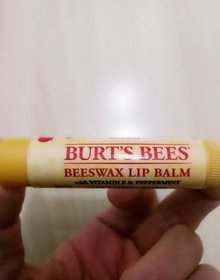 BURT'S BEES
BEESWAX LIP BALM
with VITAMIN E & PEPPERMINT